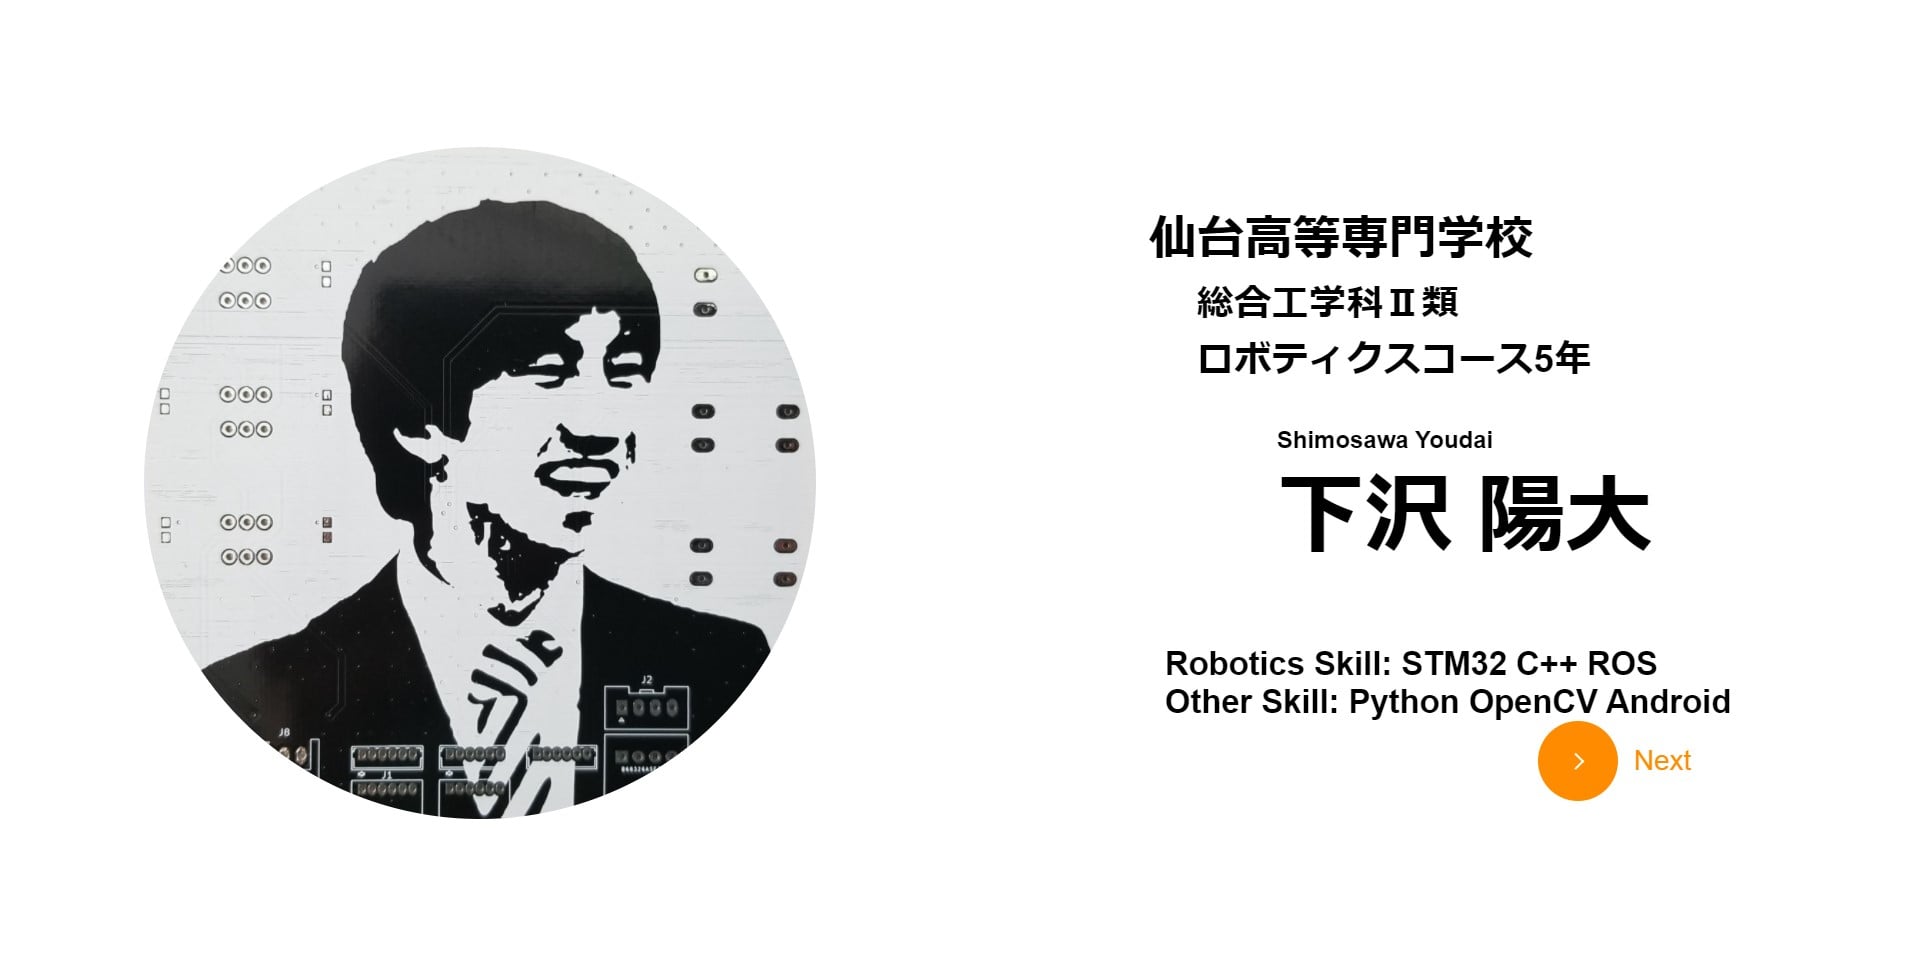 仙台高等専門学校
総合工学科Ⅱ類
ロボティクスコース5年
Shimosawa Youdai
下沢 陽大
Robotics Skill: STM32 C++ ROS
Other Skill: Python OpenCV Android
Next
J2
J8
J1